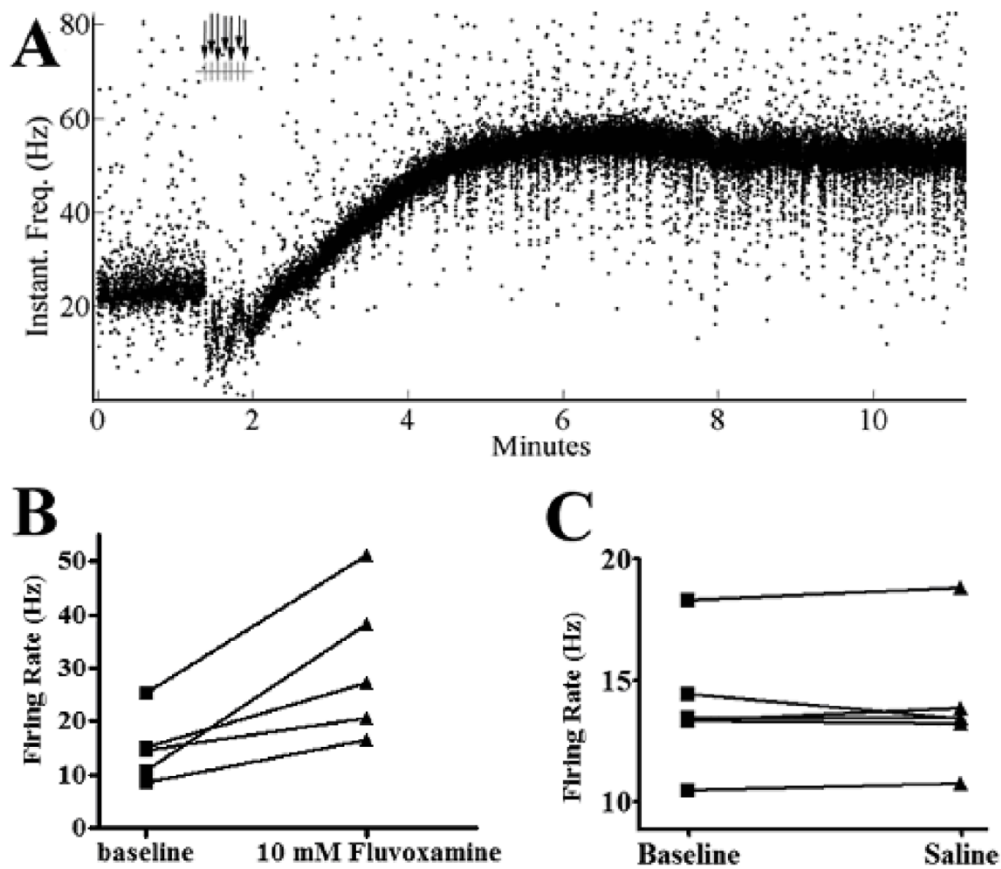 A
Instant. Freq. (Hz)
80
60
40
20
0 2 4 6 8 10
Minutes
B
Firing Rate (Hz)
50
40
30
20
10
0
baseline 10 mM Fluvoxamine
C
Firing Rate (Hz)
20
15
10
Baseline Saline